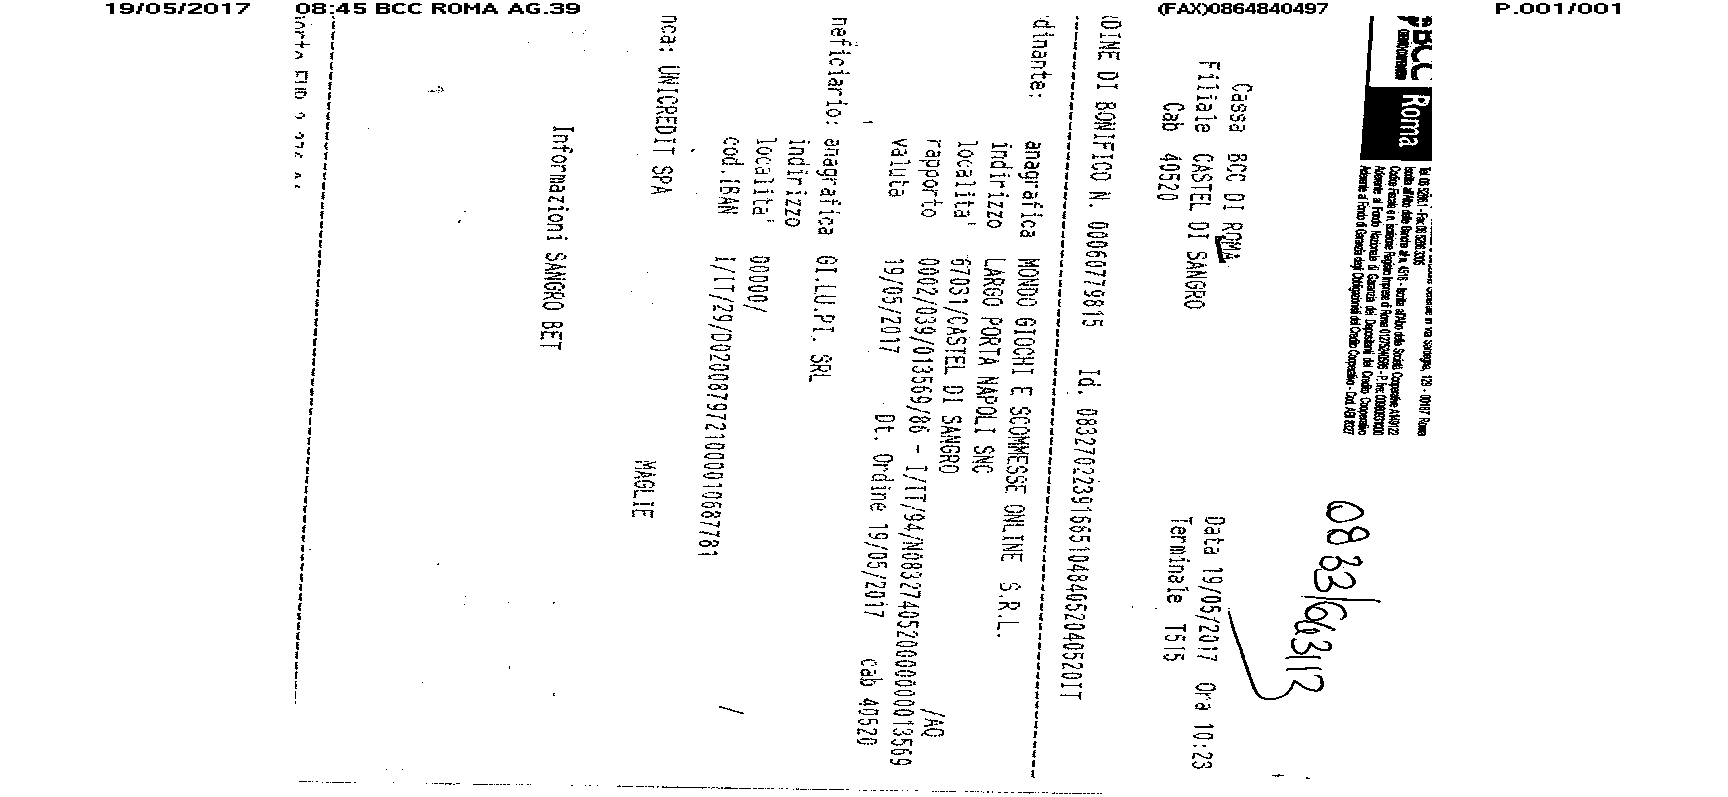 19/05/2017 08:45 BCC ROMA AG.39 (FAX)0864840497 P.001/001
BCC Roma
0833/663113
Cassa BCC DI ROMA
Filiale CASTEL DI SANGRO Data 19/05/2017 Ora 10:23
Cab 40520 Terminale T515
DINE DI BONIFICO N. 00060779815 Id. 0832702239166510484052040520IT
dinante: anagrafica MONDO GIOCHI E SCOMMESSE ONLINE S.R.L.
indirizzo LARGO PORTA NAPOLI SNC
localita' 67031/CASTEL DI SANGRO /AQ
rapporto 0002/039/013569/86 - I/IT/94/N0832740520000000013569
valuta 19/05/2017 Dt. Ordine 19/05/2017 cab 40520
neficiario: anagrafica GI.LU.PI. SRL
indirizzo
localita' 00000/ /
cod.IBAN I/IT/29/D0200879721000010687781
nca: UNICREDIT SPA MAGLIE
Informazioni SANGRO BET